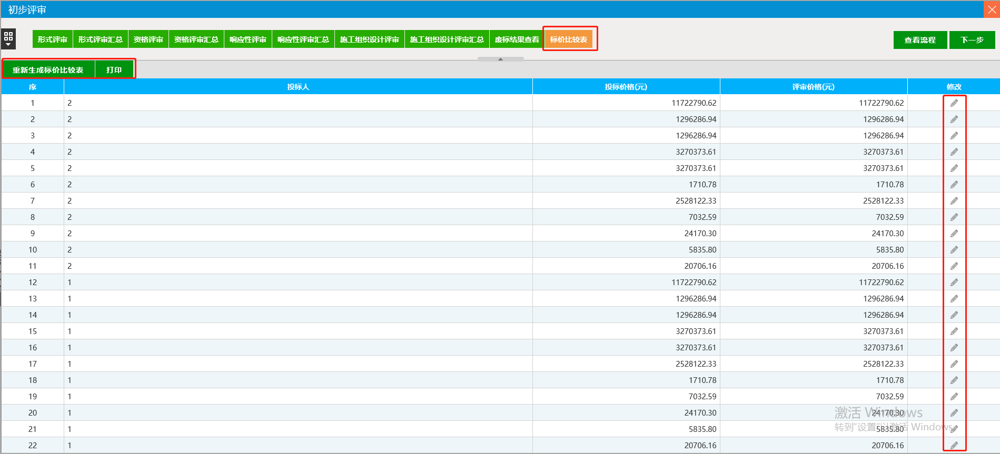 初步评审
形式评审 形式评审汇总 资格评审 资格评审汇总 响应性评审 响应性评审汇总 施工组织设计评审 施工组织设计评审汇总 废标结果查看 标价比较表 查看流程 下一步
重新生成标价比较表 打印
序 投标人 投标价格(元) 评审价格(元) 修改
1 2 11722790.62 11722790.62
2 2 1296286.94 1296286.94
3 2 1296286.94 1296286.94
4 2 3270373.61 3270373.61
5 2 3270373.61 3270373.61
6 2 1710.78 1710.78
7 2 2528122.33 2528122.33
8 2 7032.59 7032.59
9 2 24170.30 24170.30
10 2 5835.80 5835.80
11 2 20706.16 20706.16
12 1 11722790.62 11722790.62
13 1 1296286.94 1296286.94
14 1 1296286.94 1296286.94
15 1 3270373.61 3270373.61
16 1 3270373.61 3270373.61
17 1 2528122.33 2528122.33
18 1 1710.78 1710.78
19 1 7032.59 7032.59
20 1 24170.30 24170.30
21 1 5835.80 5835.80
22 1 20706.16 20706.16
激活 Windows
转到"设置"以激活 Windows。